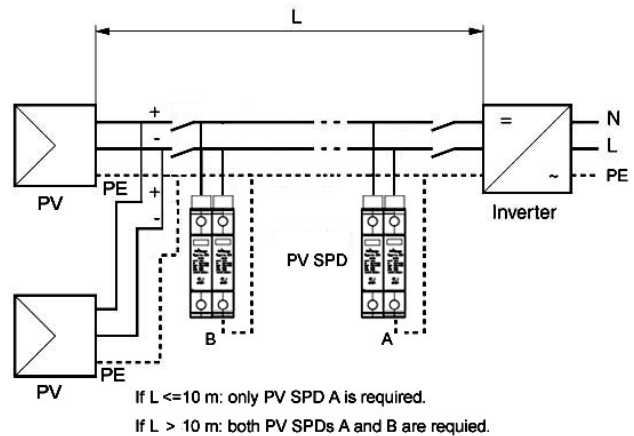 L
+
-
PE
PV
+
-
PE
PV
=
~
Inverter
N
L
PE
PV SPD
B
A
If L <=10 m: only PV SPD A is required.
If L > 10 m: both PV SPDs A and B are requied.